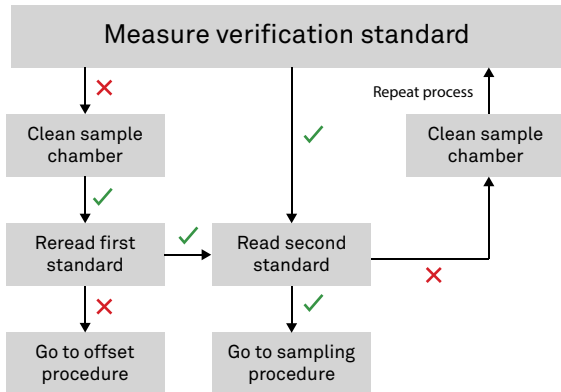 Measure verification standard
Repeat process
Clean sample
chamber
Clean sample
chamber
Reread first
standard
Read second
standard
Go to offset
procedure
Go to sampling
procedure